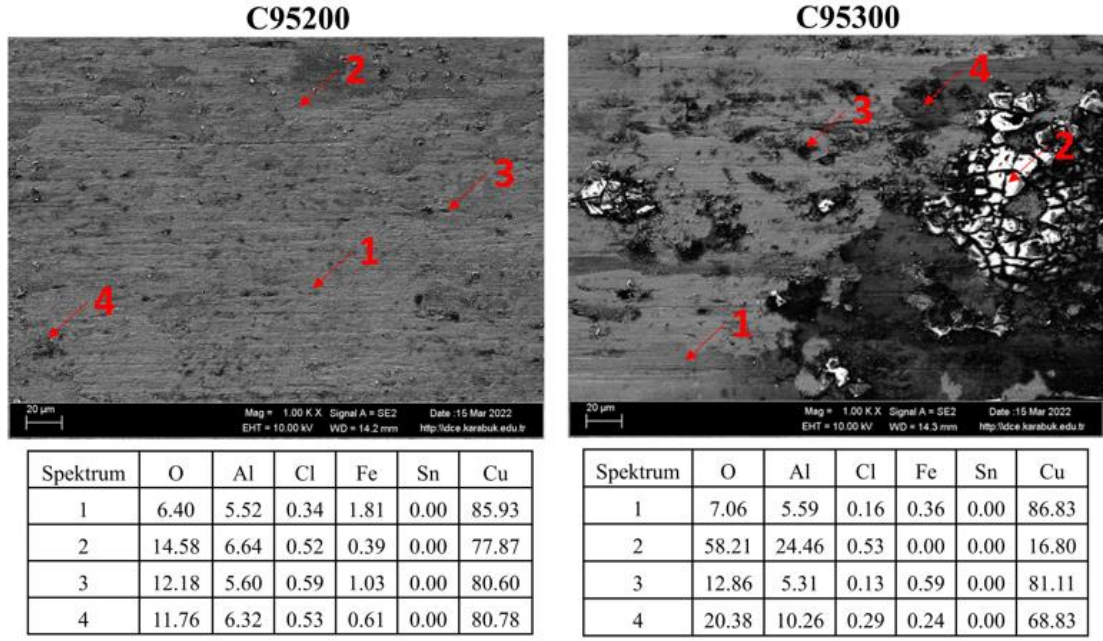 C95200
C95300
2
3
1
4
4
3
2
1
20 µm
Mag = 1.00 K X Signal A = SE2 Date :15 Mar 2022
EHT = 10.00 kV WD = 14.2 mm http://idce.karabuk.edu.tr
20 µm
Mag = 1.00 K X Signal A = SE2 Date :15 Mar 2022
EHT = 10.00 kV WD = 14.3 mm http://idce.karabuk.edu.tr
Spektrum O Al Cl Fe Sn Cu
1 6.40 5.52 0.34 1.81 0.00 85.93
2 14.58 6.64 0.52 0.39 0.00 77.87
3 12.18 5.60 0.59 1.03 0.00 80.60
4 11.76 6.32 0.53 0.61 0.00 80.78
Spektrum O Al Cl Fe Sn Cu
1 7.06 5.59 0.16 0.36 0.00 86.83
2 58.21 24.46 0.53 0.00 0.00 16.80
3 12.86 5.31 0.13 0.59 0.00 81.11
4 20.38 10.26 0.29 0.24 0.00 68.83